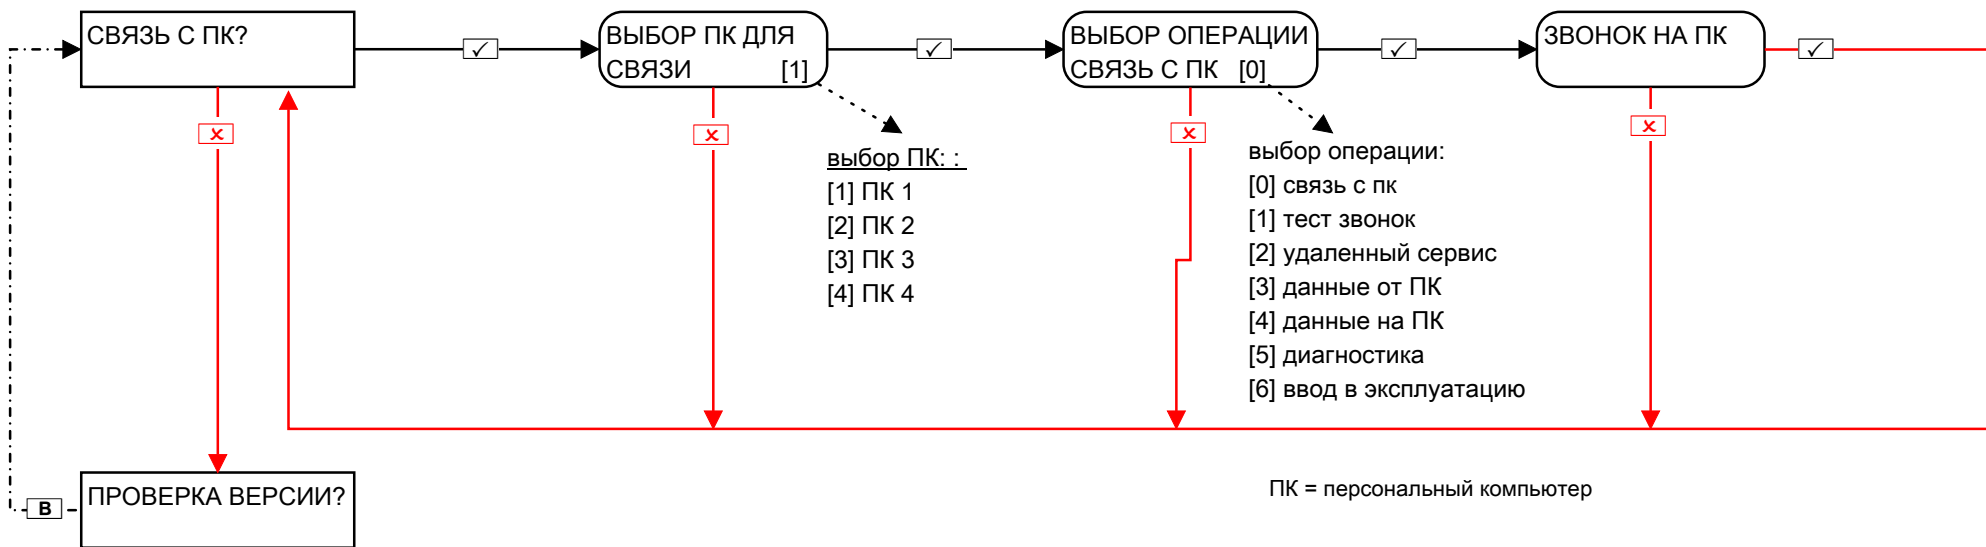 СВЯЗЬ С ПК?
✓
ВЫБОР ПК ДЛЯ
СВЯЗИ [1]
✓
ВЫБОР ОПЕРАЦИИ
СВЯЗЬ С ПК [0]
✓
ЗВОНОК НА ПК
✓
x
x
x
x
выбор ПК: :
[1] ПК 1
[2] ПК 2
[3] ПК 3
[4] ПК 4
выбор операции:
[0] связь с пк
[1] тест звонок
[2] удаленный сервис
[3] данные от ПК
[4] данные на ПК
[5] диагностика
[6] ввод в эксплуатацию
B
ПРОВЕРКА ВЕРСИИ?
ПК = персональный компьютер